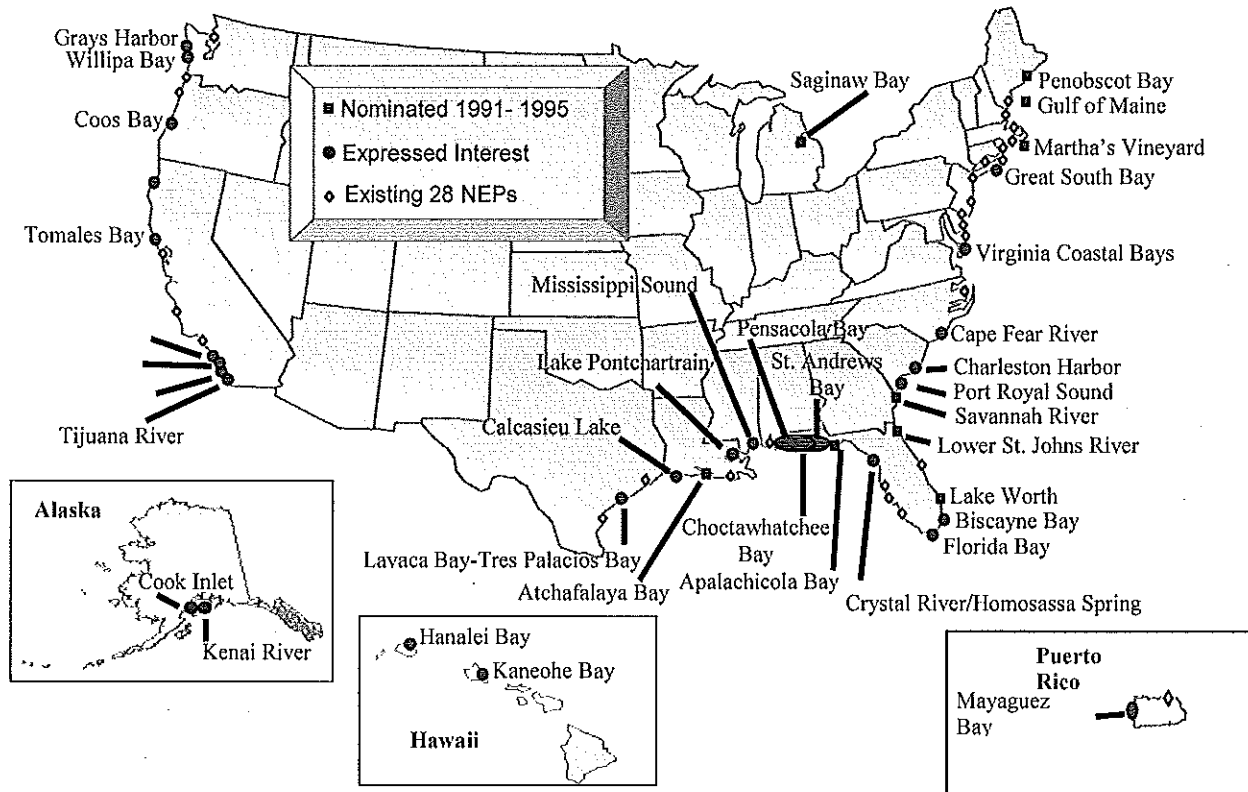 Grays Harbor
Willipa Bay
Coos Bay
Tomales Bay
Tijuana River
Nominated 1991- 1995
Expressed Interest
Existing 28 NEPs
Saginaw Bay
Penobscot Bay
Gulf of Maine
Martha's Vineyard
Great South Bay
Virginia Coastal Bays
Mississippi Sound
Pensacola Bay
Lake Pontchartrain
St. Andrews
Bay
Calcasieu Lake
Cape Fear River
Charleston Harbor
Port Royal Sound
Savannah River
Lower St. Johns River
Lake Worth
Biscayne Bay
Florida Bay
Lavaca Bay-Tres Palacios Bay
Atchafalaya Bay
Choctawhatchee
Bay
Apalachicola Bay
Crystal River/Homosassa Spring
Alaska
Cook Inlet
Kenai River
Hanalei Bay
Kaneohe Bay
Hawaii
Puerto
Rico
Mayaguez
Bay